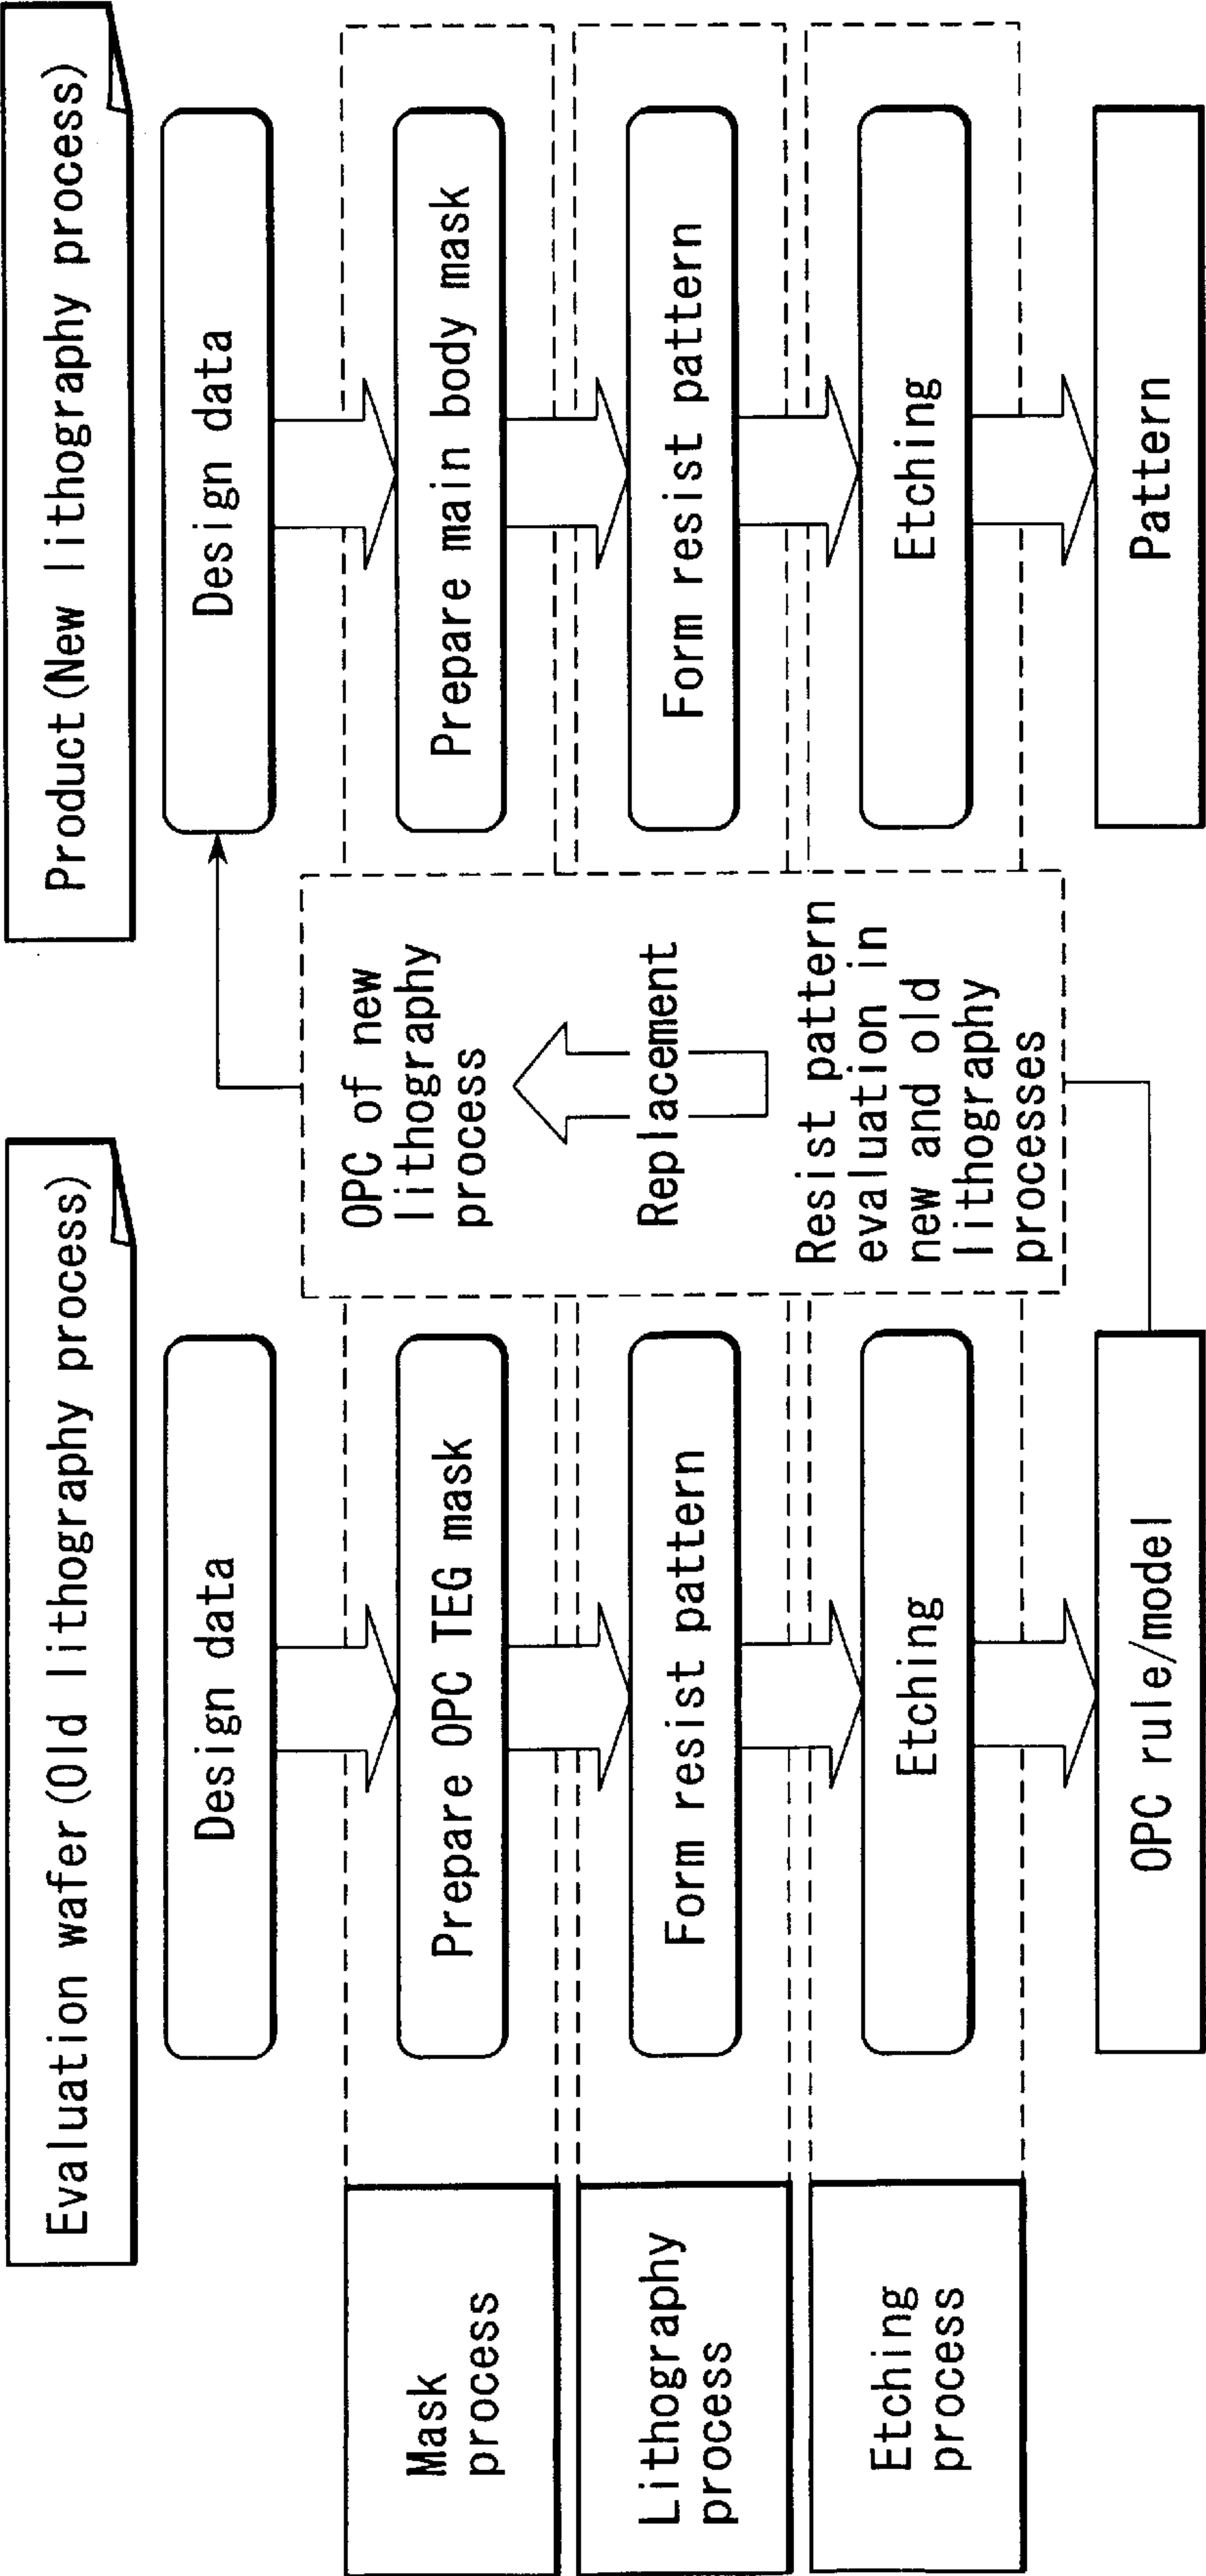 Evaluation wafer(Old lithography process)
Product(New lithography process)
Design data
Design data
Mask
process
Prepare OPC TEG mask
OPC of new
lithography
process
Prepare main body mask
Lithography
process
Form resist pattern
Replacement
Form resist pattern
Etching
process
Etching
Resist pattern
evaluation in
new and old
lithography
processes
Etching
OPC rule/model
Pattern